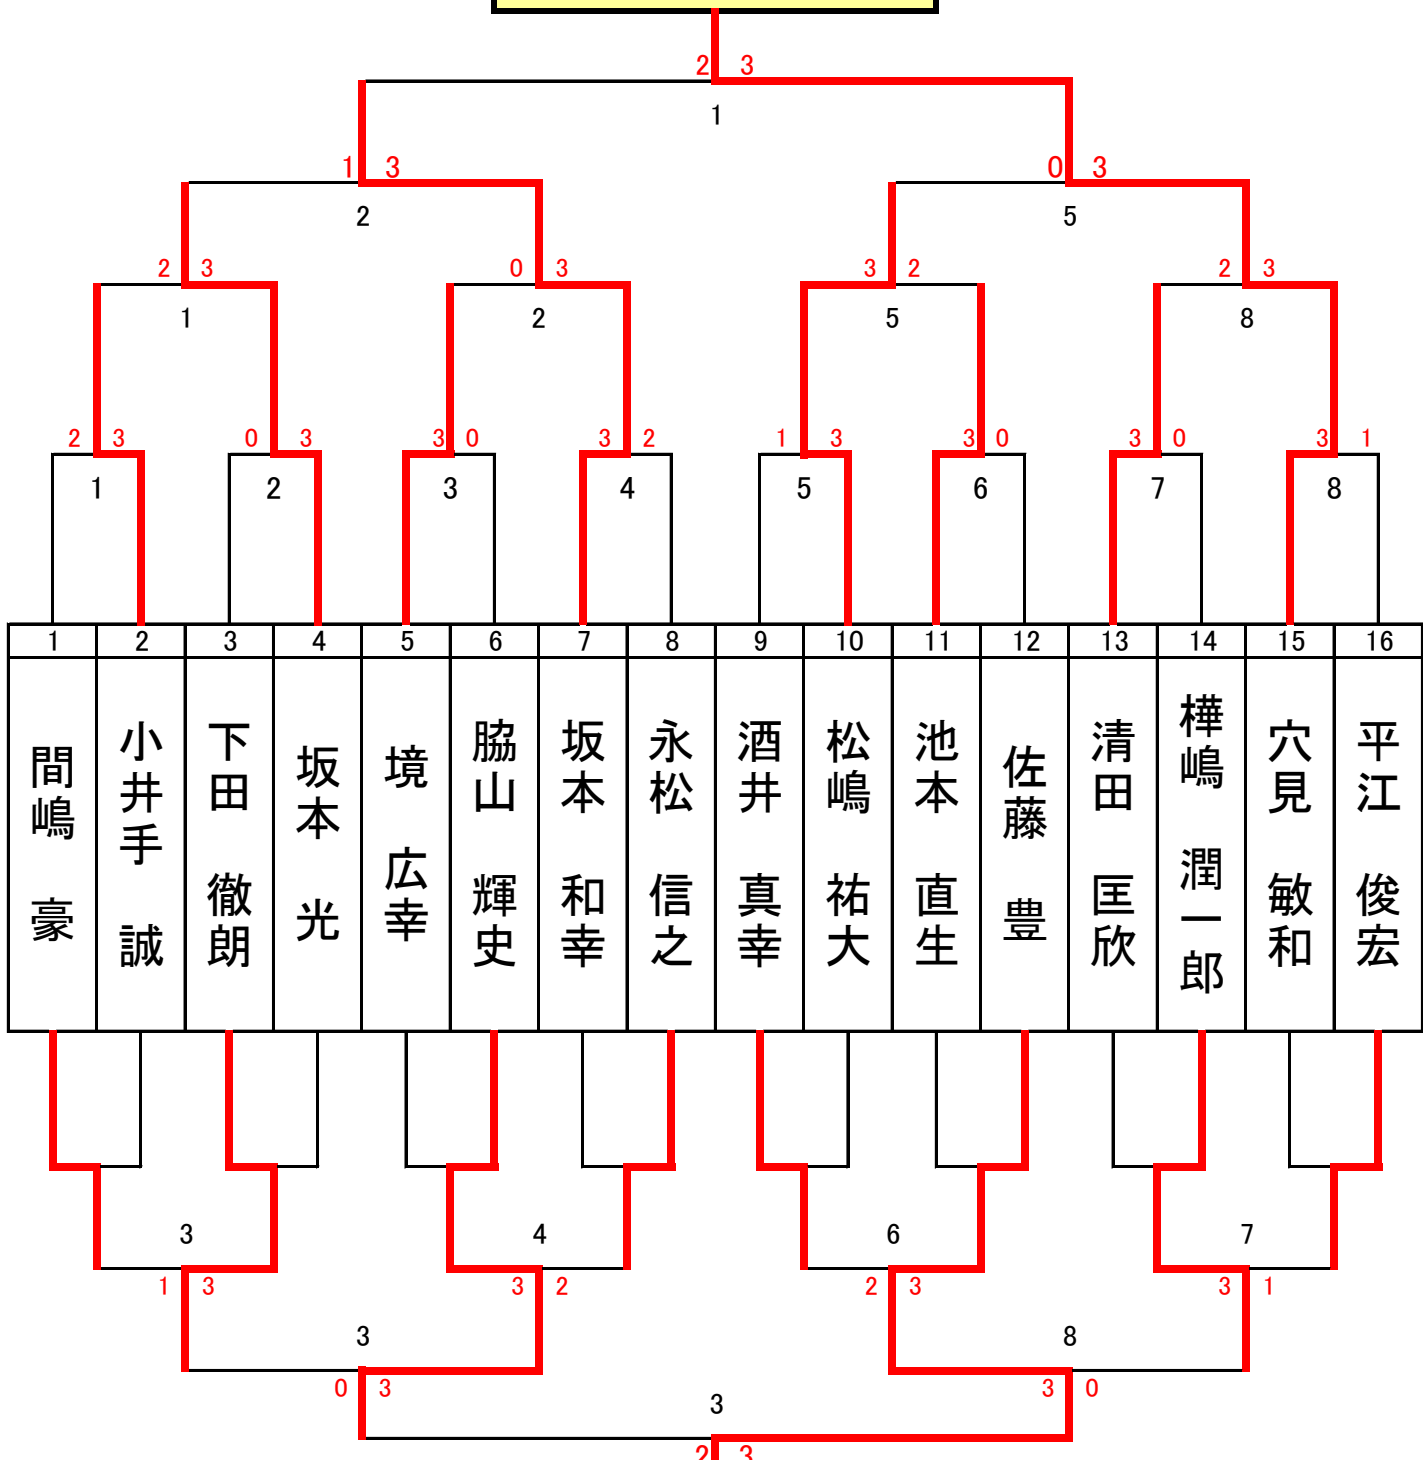 2 3
1
1 3 0 3
2 5
2 3 0 3 3 2 2 3
1 2 5 8
2 3 0 3 3 0 3 2 1 3 3 0 3 0 3 1
1 2 3 4 5 6 7 8
1 2 3 4 5 6 7 8 9 10 11 12 13 14 15 16
間嶋 豪
小井手 誠
下田 徹朗
坂本 光
境 広幸
脇山 輝史
坂本 和幸
永松 信之
酒井 真幸
松嶋 祐大
池本 直生
佐藤 豊
清田 匡欣
樺嶋 潤一郎
穴見 敏和
平江 俊宏
3 4 6 7
1 3 3 2 2 3 3 1
3 8
0 3 3 0
3
2 3